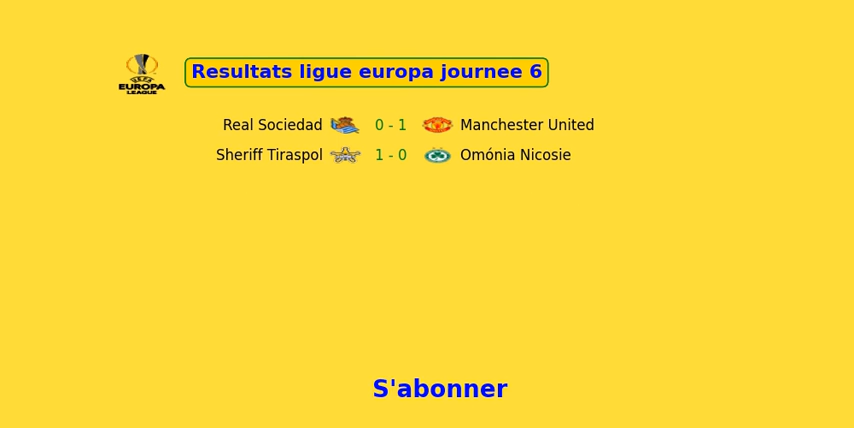 UEFA
EUROPA
LEAGUE
Resultats ligue europa journee 6
Real Sociedad 0 - 1 Manchester United
Sheriff Tiraspol 1 - 0 Omónia Nicosie
S'abonner